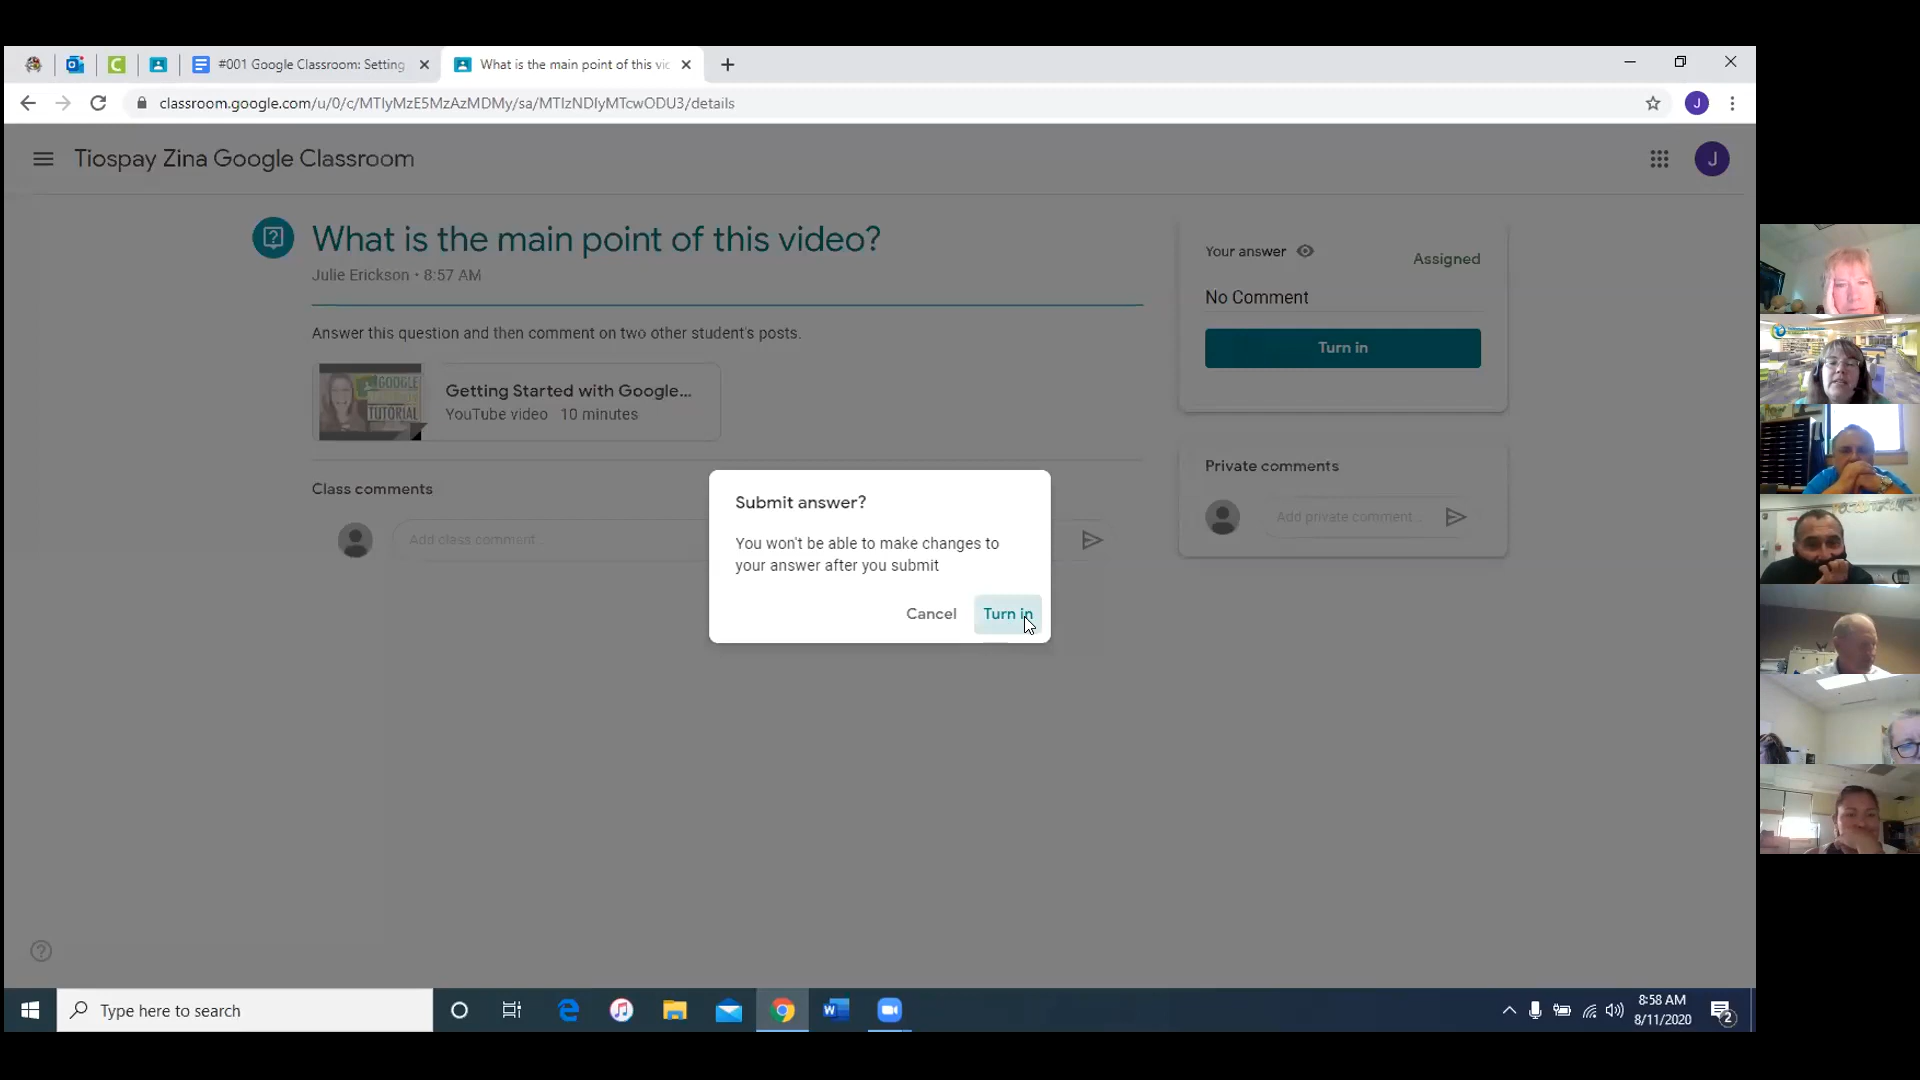 #001 Google Classroom: Setting
What is the main point of this vid
classroom.google.com/u/0/c/MTIyMzE5MzAzMDMy/sa/MTIzNDIyMTcwODU3/details
J
Tiospay Zina Google Classroom
J
What is the main point of this video?
Julie Erickson • 8:57 AM
Answer this question and then comment on two other student's posts.
GOOGLE
TUTORIAL
Getting Started with Google...
YouTube video 10 minutes
Class comments
Add class comment...
Your answer
Assigned
No Comment
Turn in
Private comments
Add private comment...
Submit answer?
You won't be able to make changes to
your answer after you submit
Cancel
Turn in
Type here to search
8:58 AM
8/11/2020
2